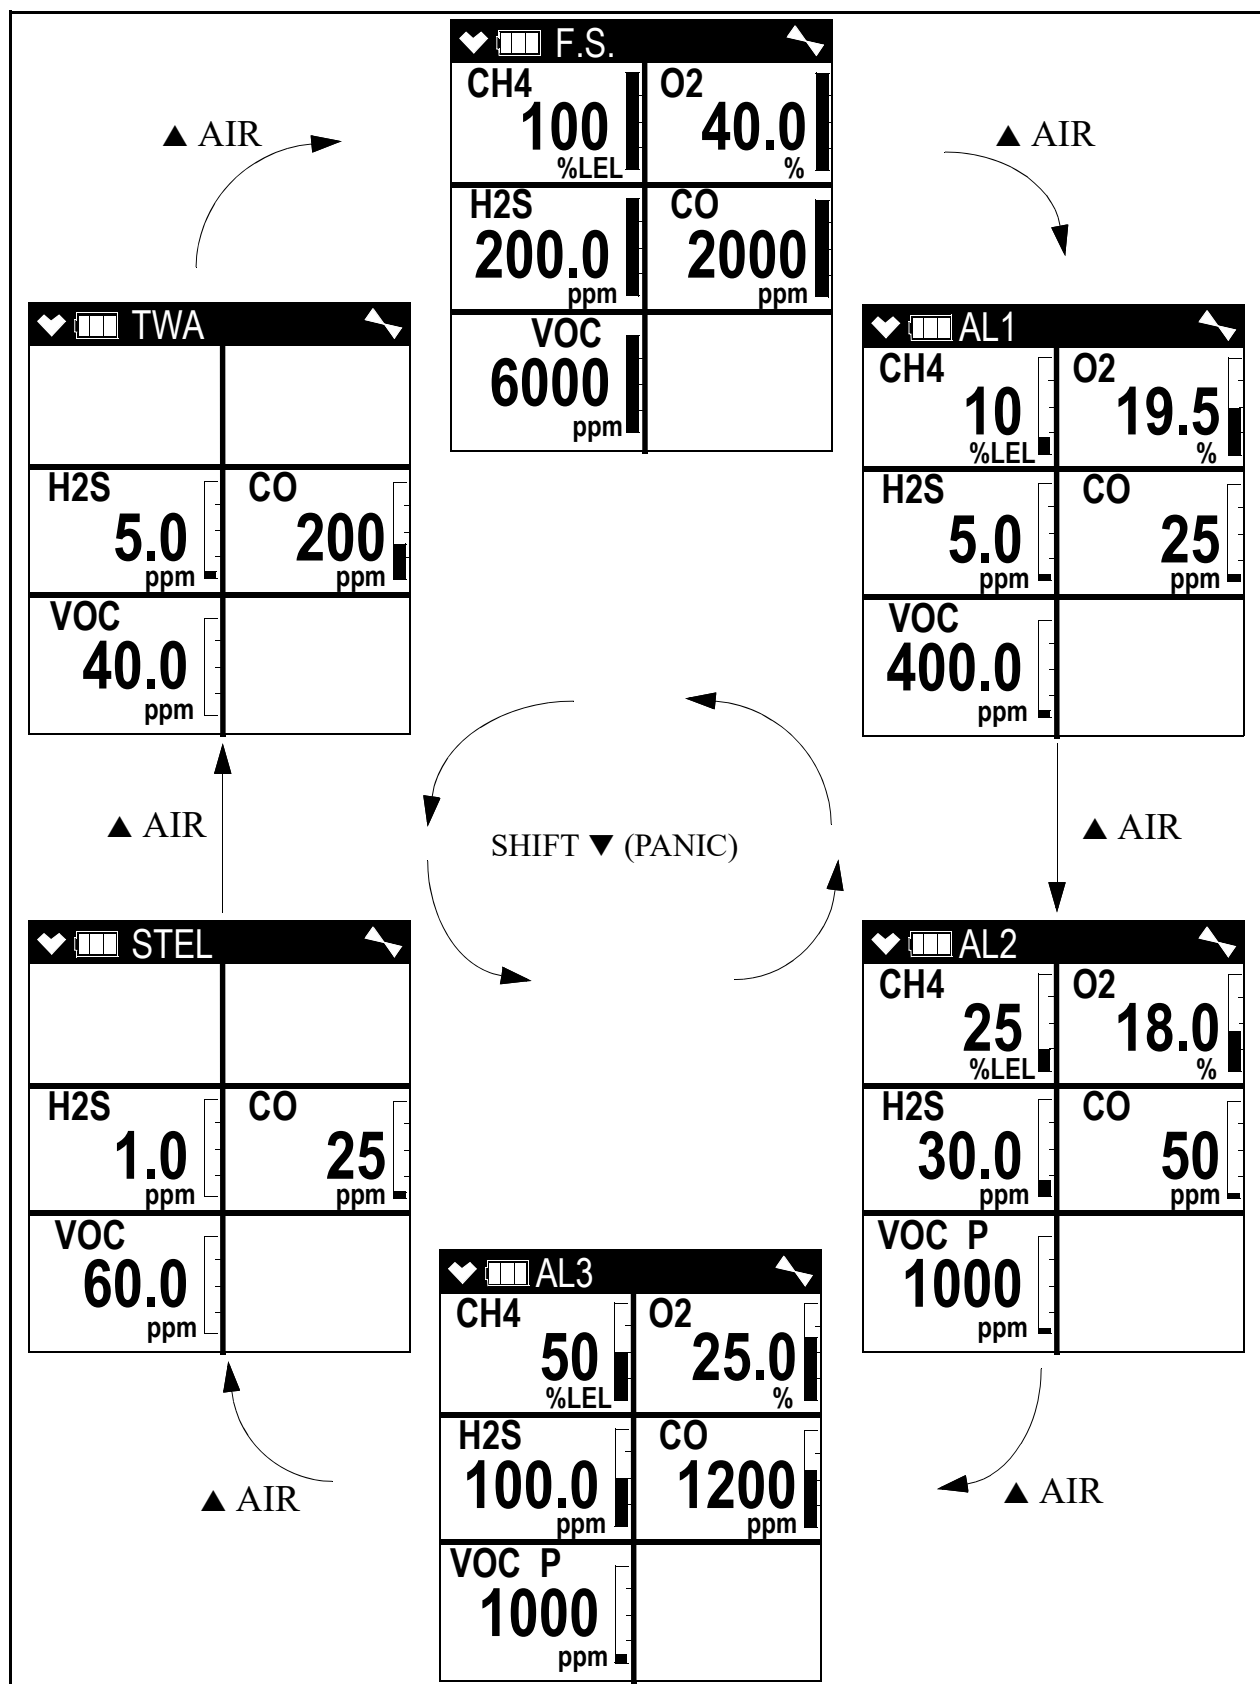 F.S.
CH4 O2
100 40.0
%LEL %
H2S CO
200.0 2000
ppm ppm
VOC
6000
ppm
▲ AIR
▲ AIR
TWA
H2S CO
5.0 200
ppm ppm
VOC
40.0
ppm
AL1
CH4 O2
10 19.5
%LEL %
H2S CO
5.0 25
ppm ppm
VOC
400.0
ppm
▲ AIR
SHIFT ▼ (PANIC)
▲ AIR
STEL
H2S CO
1.0 25
ppm ppm
VOC
60.0
ppm
AL2
CH4 O2
25 18.0
%LEL %
H2S CO
30.0 50
ppm ppm
VOC P
1000
ppm
AL3
CH4 O2
50 25.0
%LEL %
H2S CO
100.0 1200
ppm ppm
VOC P
1000
ppm
▲ AIR
▲ AIR